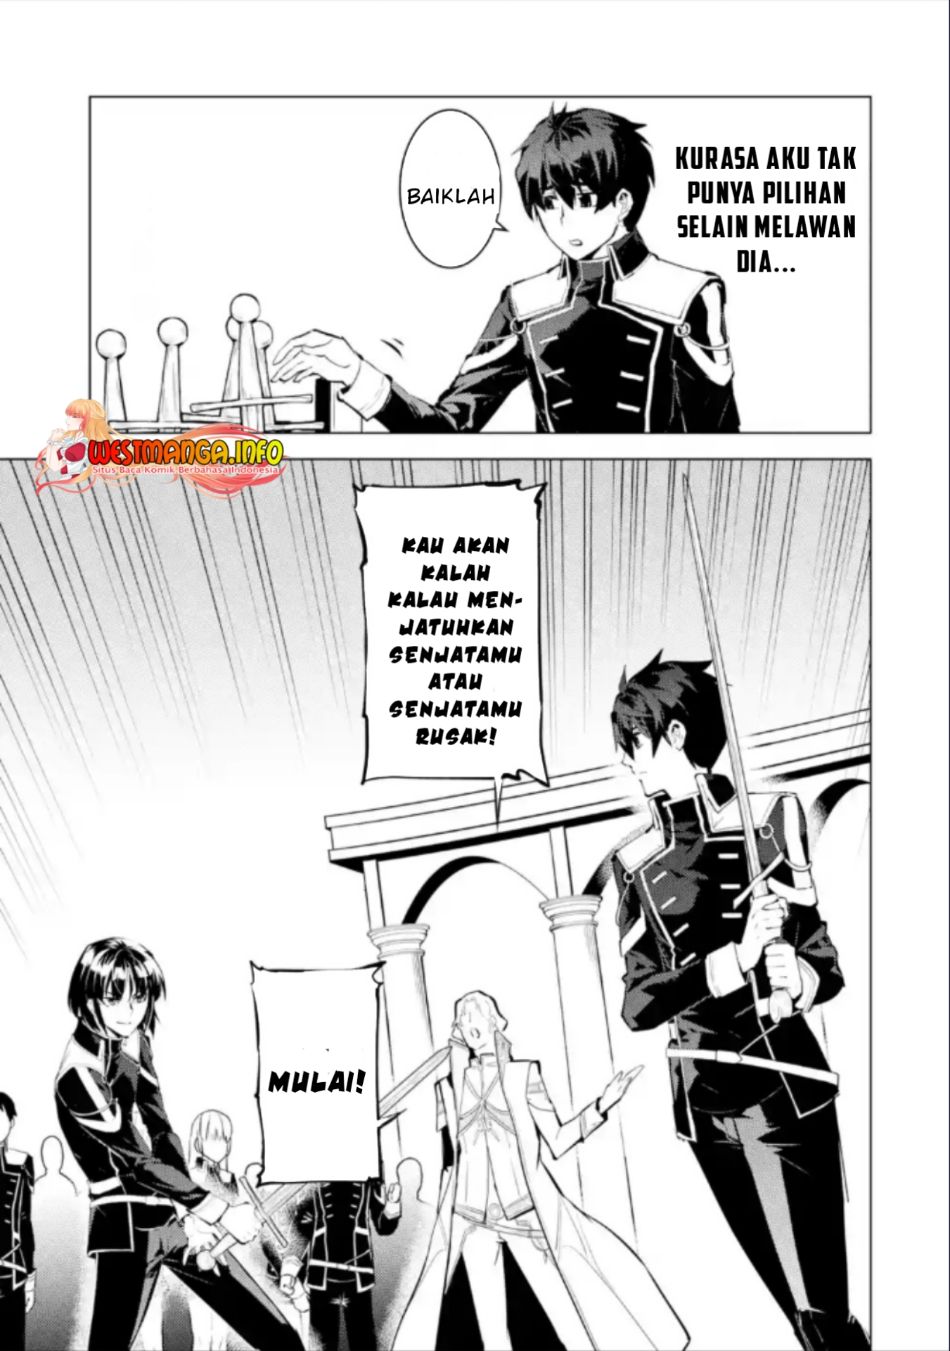 KURASA AKU TAK
PUNYA PILIHAN
SELAIN MELAWAN
DIA...
BAIKLAH
WESTMANGA.INFO
Situs Baca Komik Berbahasa Indonesia
KAU AKAN
KALAH
KALAU MEN-
JATUHKAN
SENJATAMU
ATAU
SENJATAMU
RUSAK!
MULAI!